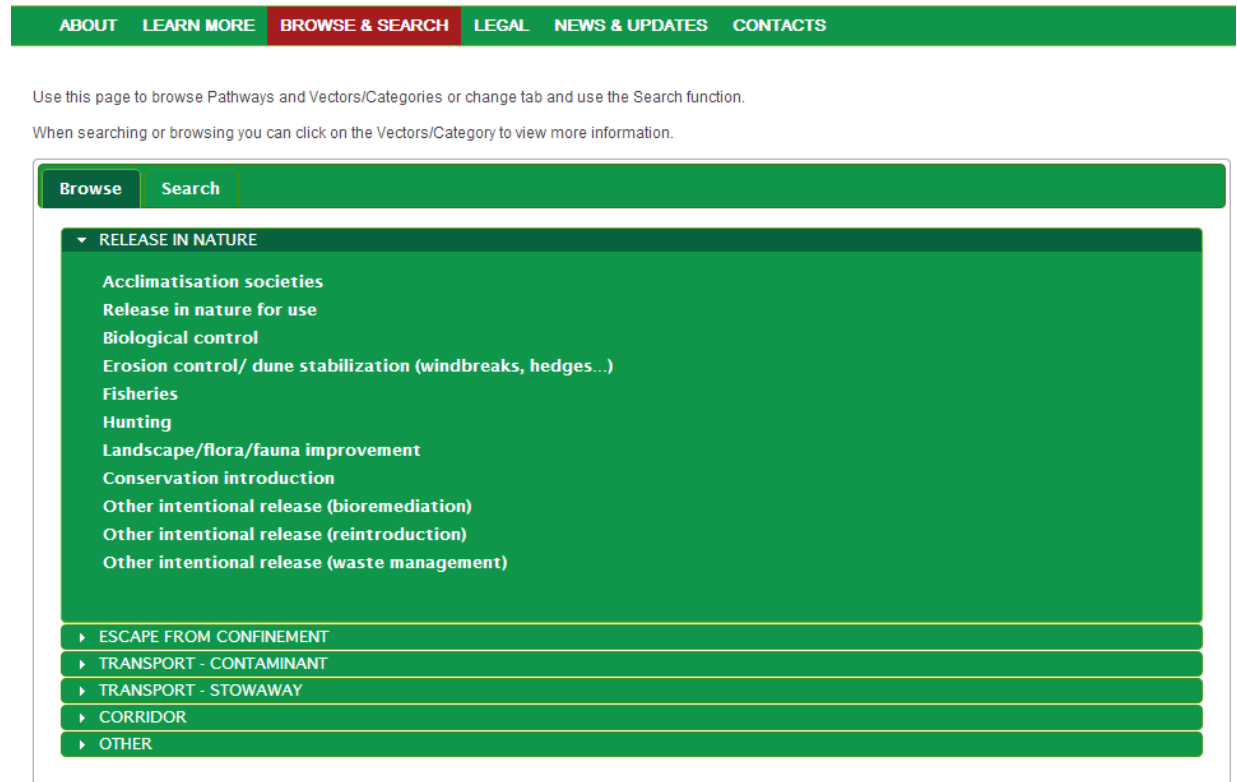 ABOUT LEARN MORE BROWSE & SEARCH LEGAL NEWS & UPDATES CONTACTS
Use this page to browse Pathways and Vectors/Categories or change tab and use the Search function.
When searching or browsing you can click on the Vectors/Category to view more information.
Browse Search
RELEASE IN NATURE
Acclimatisation societies
Release in nature for use
Biological control
Erosion control/ dune stabilization (windbreaks, hedges...)
Fisheries
Hunting
Landscape/flora/fauna improvement
Conservation introduction
Other intentional release (bioremediation)
Other intentional release (reintroduction)
Other intentional release (waste management)
ESCAPE FROM CONFINEMENT
TRANSPORT - CONTAMINANT
TRANSPORT - STOWAWAY
CORRIDOR
OTHER